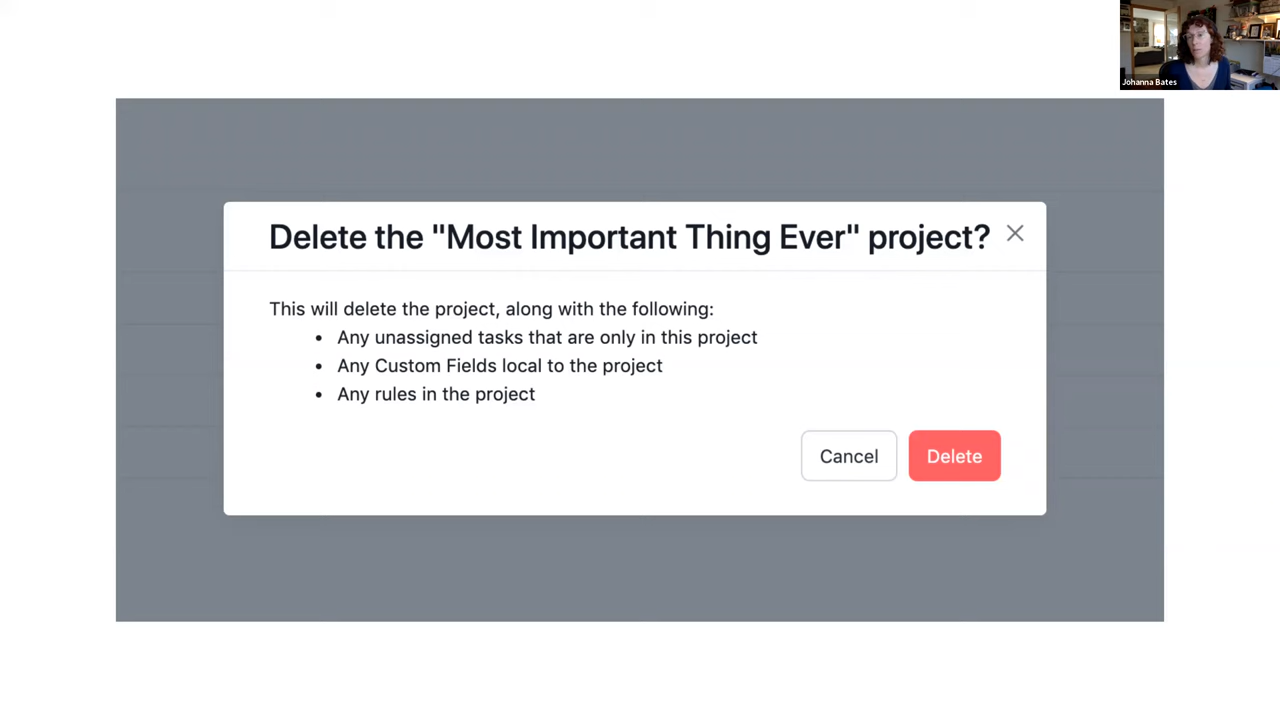 Johanna Bates
Delete the "Most Important Thing Ever" project?
This will delete the project, along with the following:
• Any unassigned tasks that are only in this project
• Any Custom Fields local to the project
• Any rules in the project
Cancel
Delete